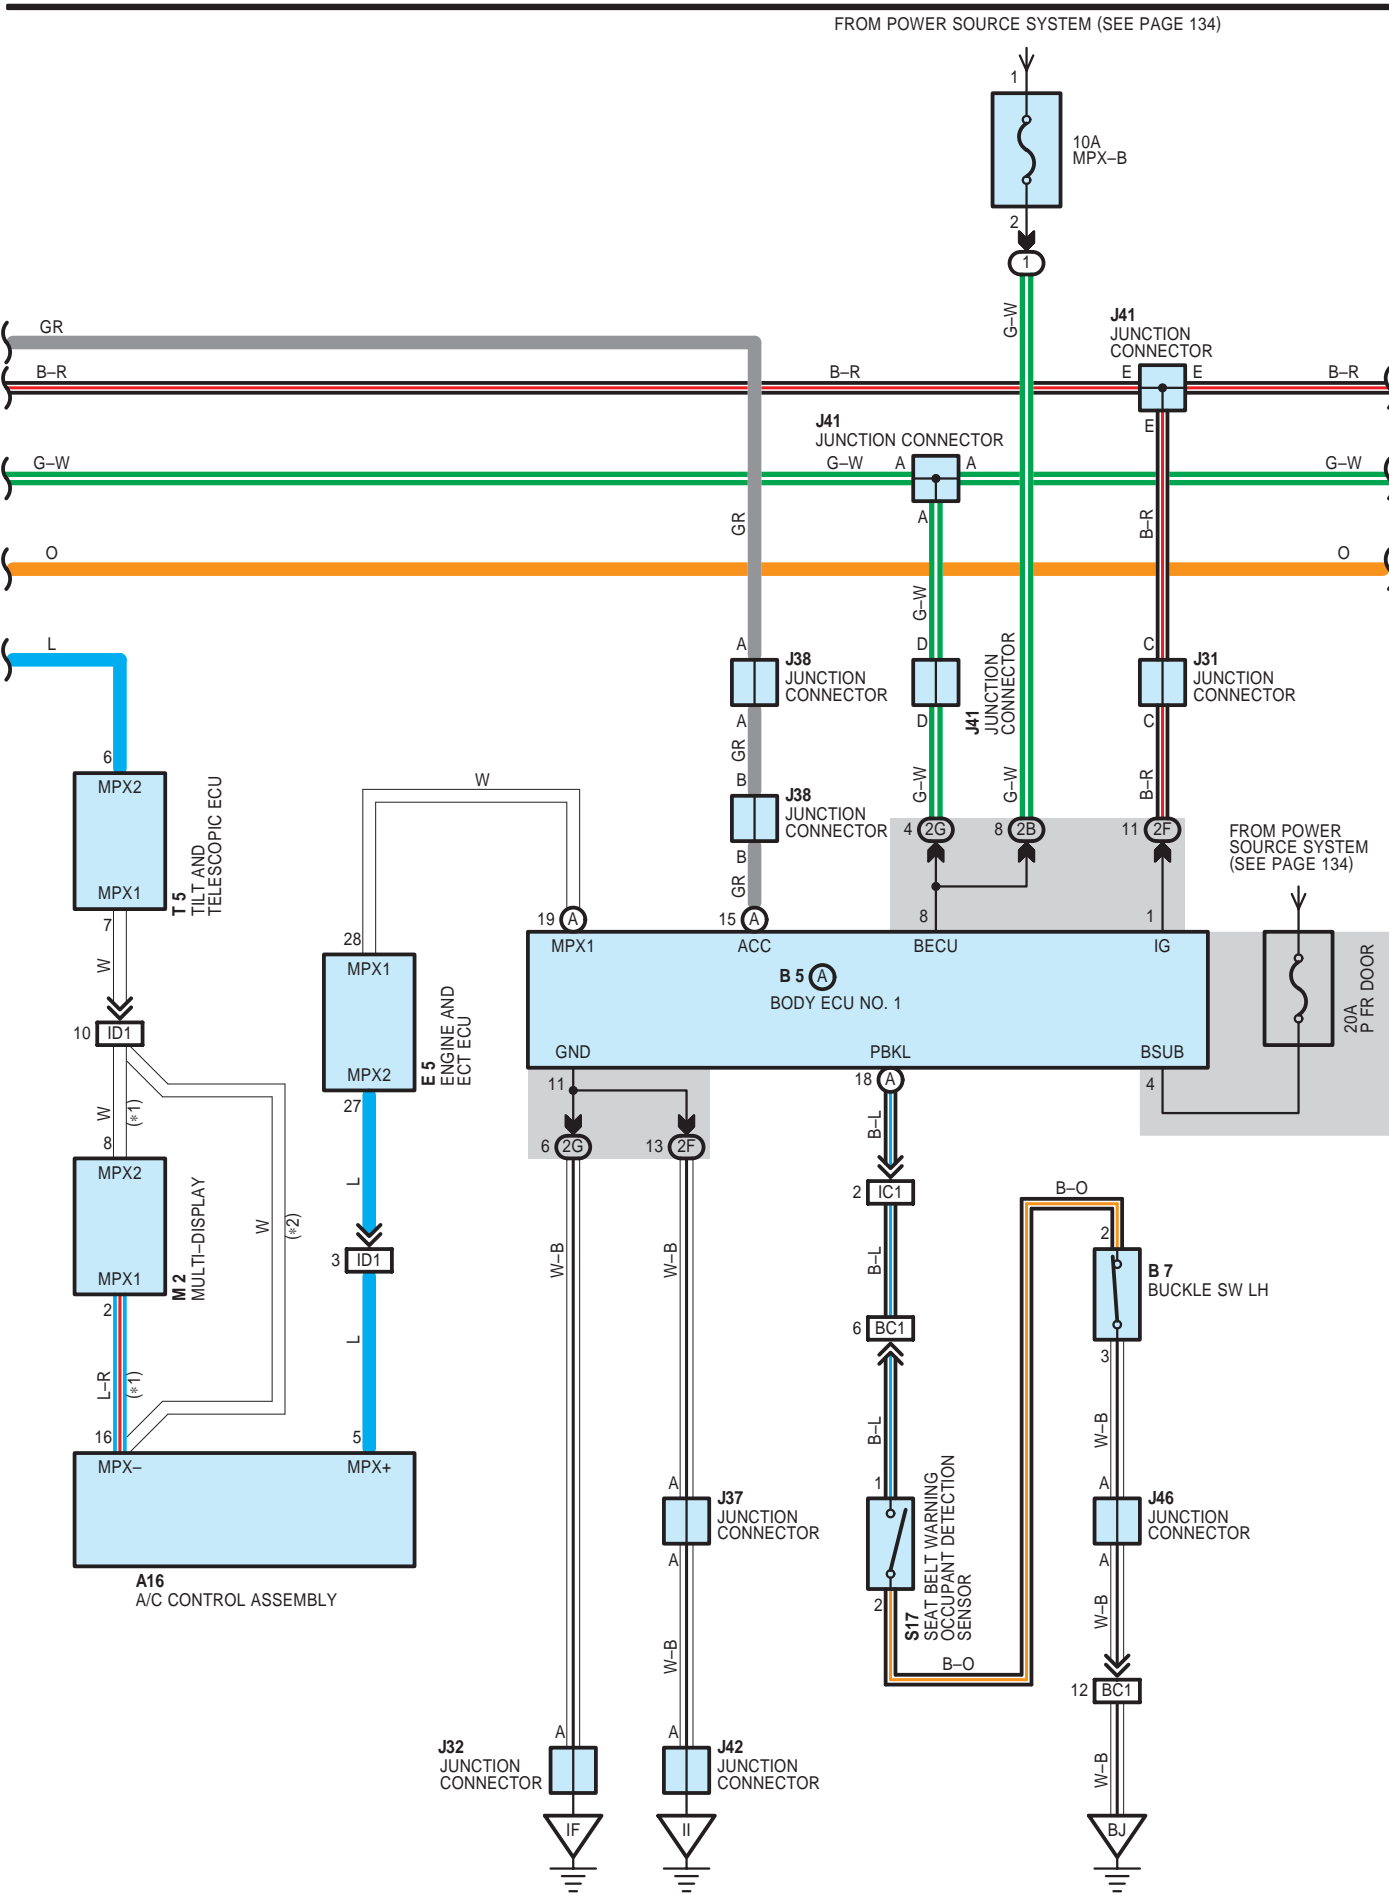 FROM POWER SOURCE SYSTEM (SEE PAGE 134)
1
10A
MPX–B
2
1
G–W
GR
B–R
B–R
J41
JUNCTION
CONNECTOR
E
E
B–R
E
J41
JUNCTION CONNECTOR
G–W
G–W
A
A
G–W
A
GR
B–R
O
O
G–W
L
A
J38
JUNCTION
CONNECTOR
A
D
D
J41
JUNCTION
CONNECTOR
C
J31
JUNCTION
CONNECTOR
C
GR
6
MPX2
MPX1
7
T 5
TILT AND
TELESCOPIC ECU
W
B
J38
JUNCTION
CONNECTOR
B
GR
G–W
G–W
B–R
4
2G
8
2B
11
2F
FROM POWER
SOURCE SYSTEM
(SEE PAGE 134)
W
10
ID1
28
MPX1
MPX2
27
E 5
ENGINE AND
ECT ECU
19
A
15
A
8
1
MPX1
ACC
BECU
IG
B 5
A
BODY ECU NO. 1
GND
PBKL
BSUB
20A
P FR DOOR
11
18
A
4
W
(*1)
8
MPX2
MPX1
2
M 2
MULTI–DISPLAY
W
(*2)
L
3
ID1
L
6
2G
13
2F
B–L
2
IC1
B–O
2
W–B
W–B
B–L
B 7
BUCKLE SW LH
3
6
BC1
L–R
(*1)
B–L
W–B
16
5
MPX–
MPX+
A16
A/C CONTROL ASSEMBLY
A
J37
JUNCTION
CONNECTOR
A
1
2
S17
SEAT BELT WARNING
OCCUPANT DETECTION
SENSOR
A
J46
JUNCTION
CONNECTOR
A
W–B
W–B
B–O
12
BC1
J32
JUNCTION
CONNECTOR
A
A
J42
JUNCTION
CONNECTOR
W–B
IF
II
BJ